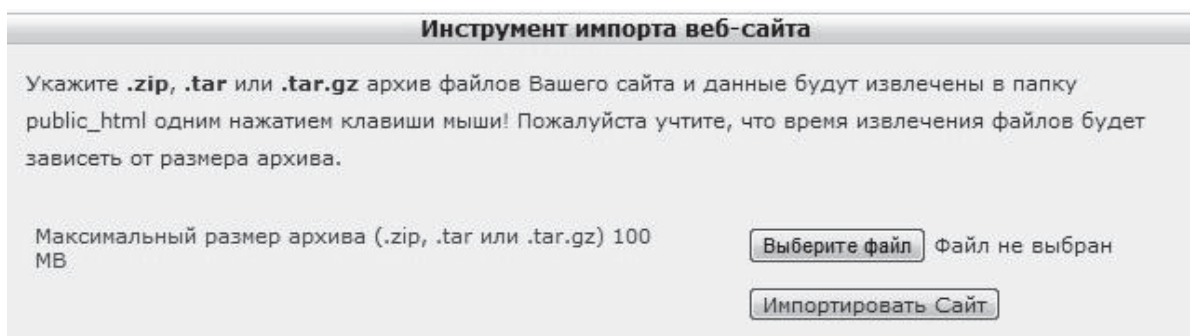 Инструмент импорта веб-сайта
Укажите .zip, .tar или .tar.gz архив файлов Вашего сайта и данные будут извлечены в папку
public_html одним нажатием клавиши мыши! Пожалуйста учтите, что время извлечения файлов будет
зависеть от размера архива.
Максимальный размер архива (.zip, .tar или .tar.gz) 100
MB
Выберите файл Файл не выбран
Импортировать Сайт